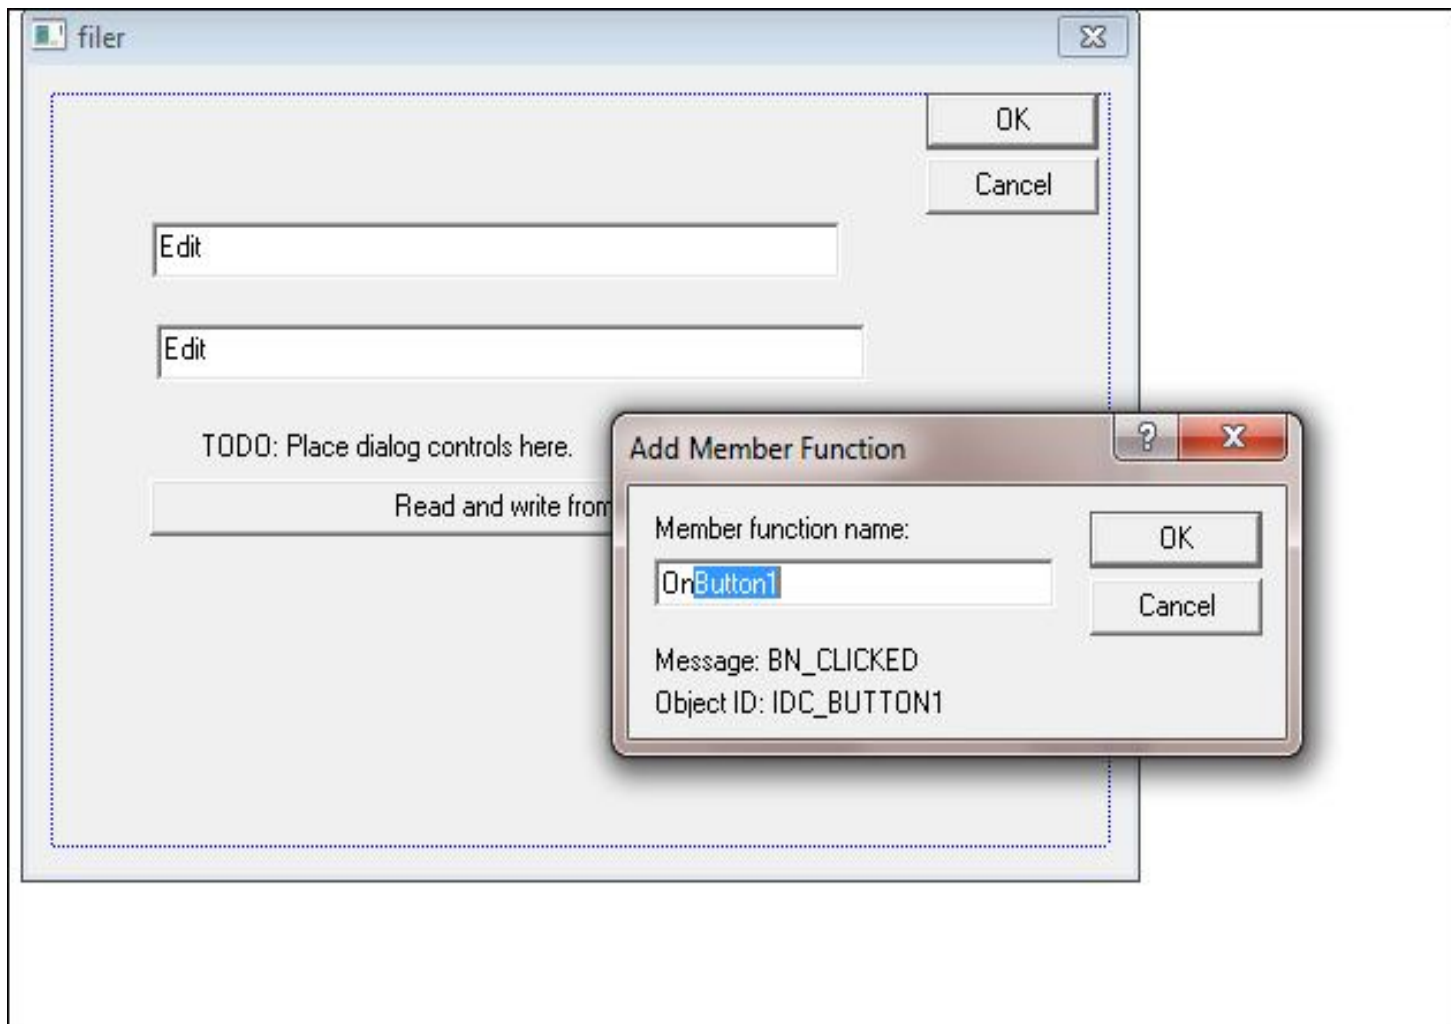 filer
OK
Cancel
Edit
Edit
TODO: Place dialog controls here.
Read and write from
Add Member Function
Member function name:
OnButton1
OK
Cancel
Message: BN_CLICKED
Object ID: IDC_BUTTON1